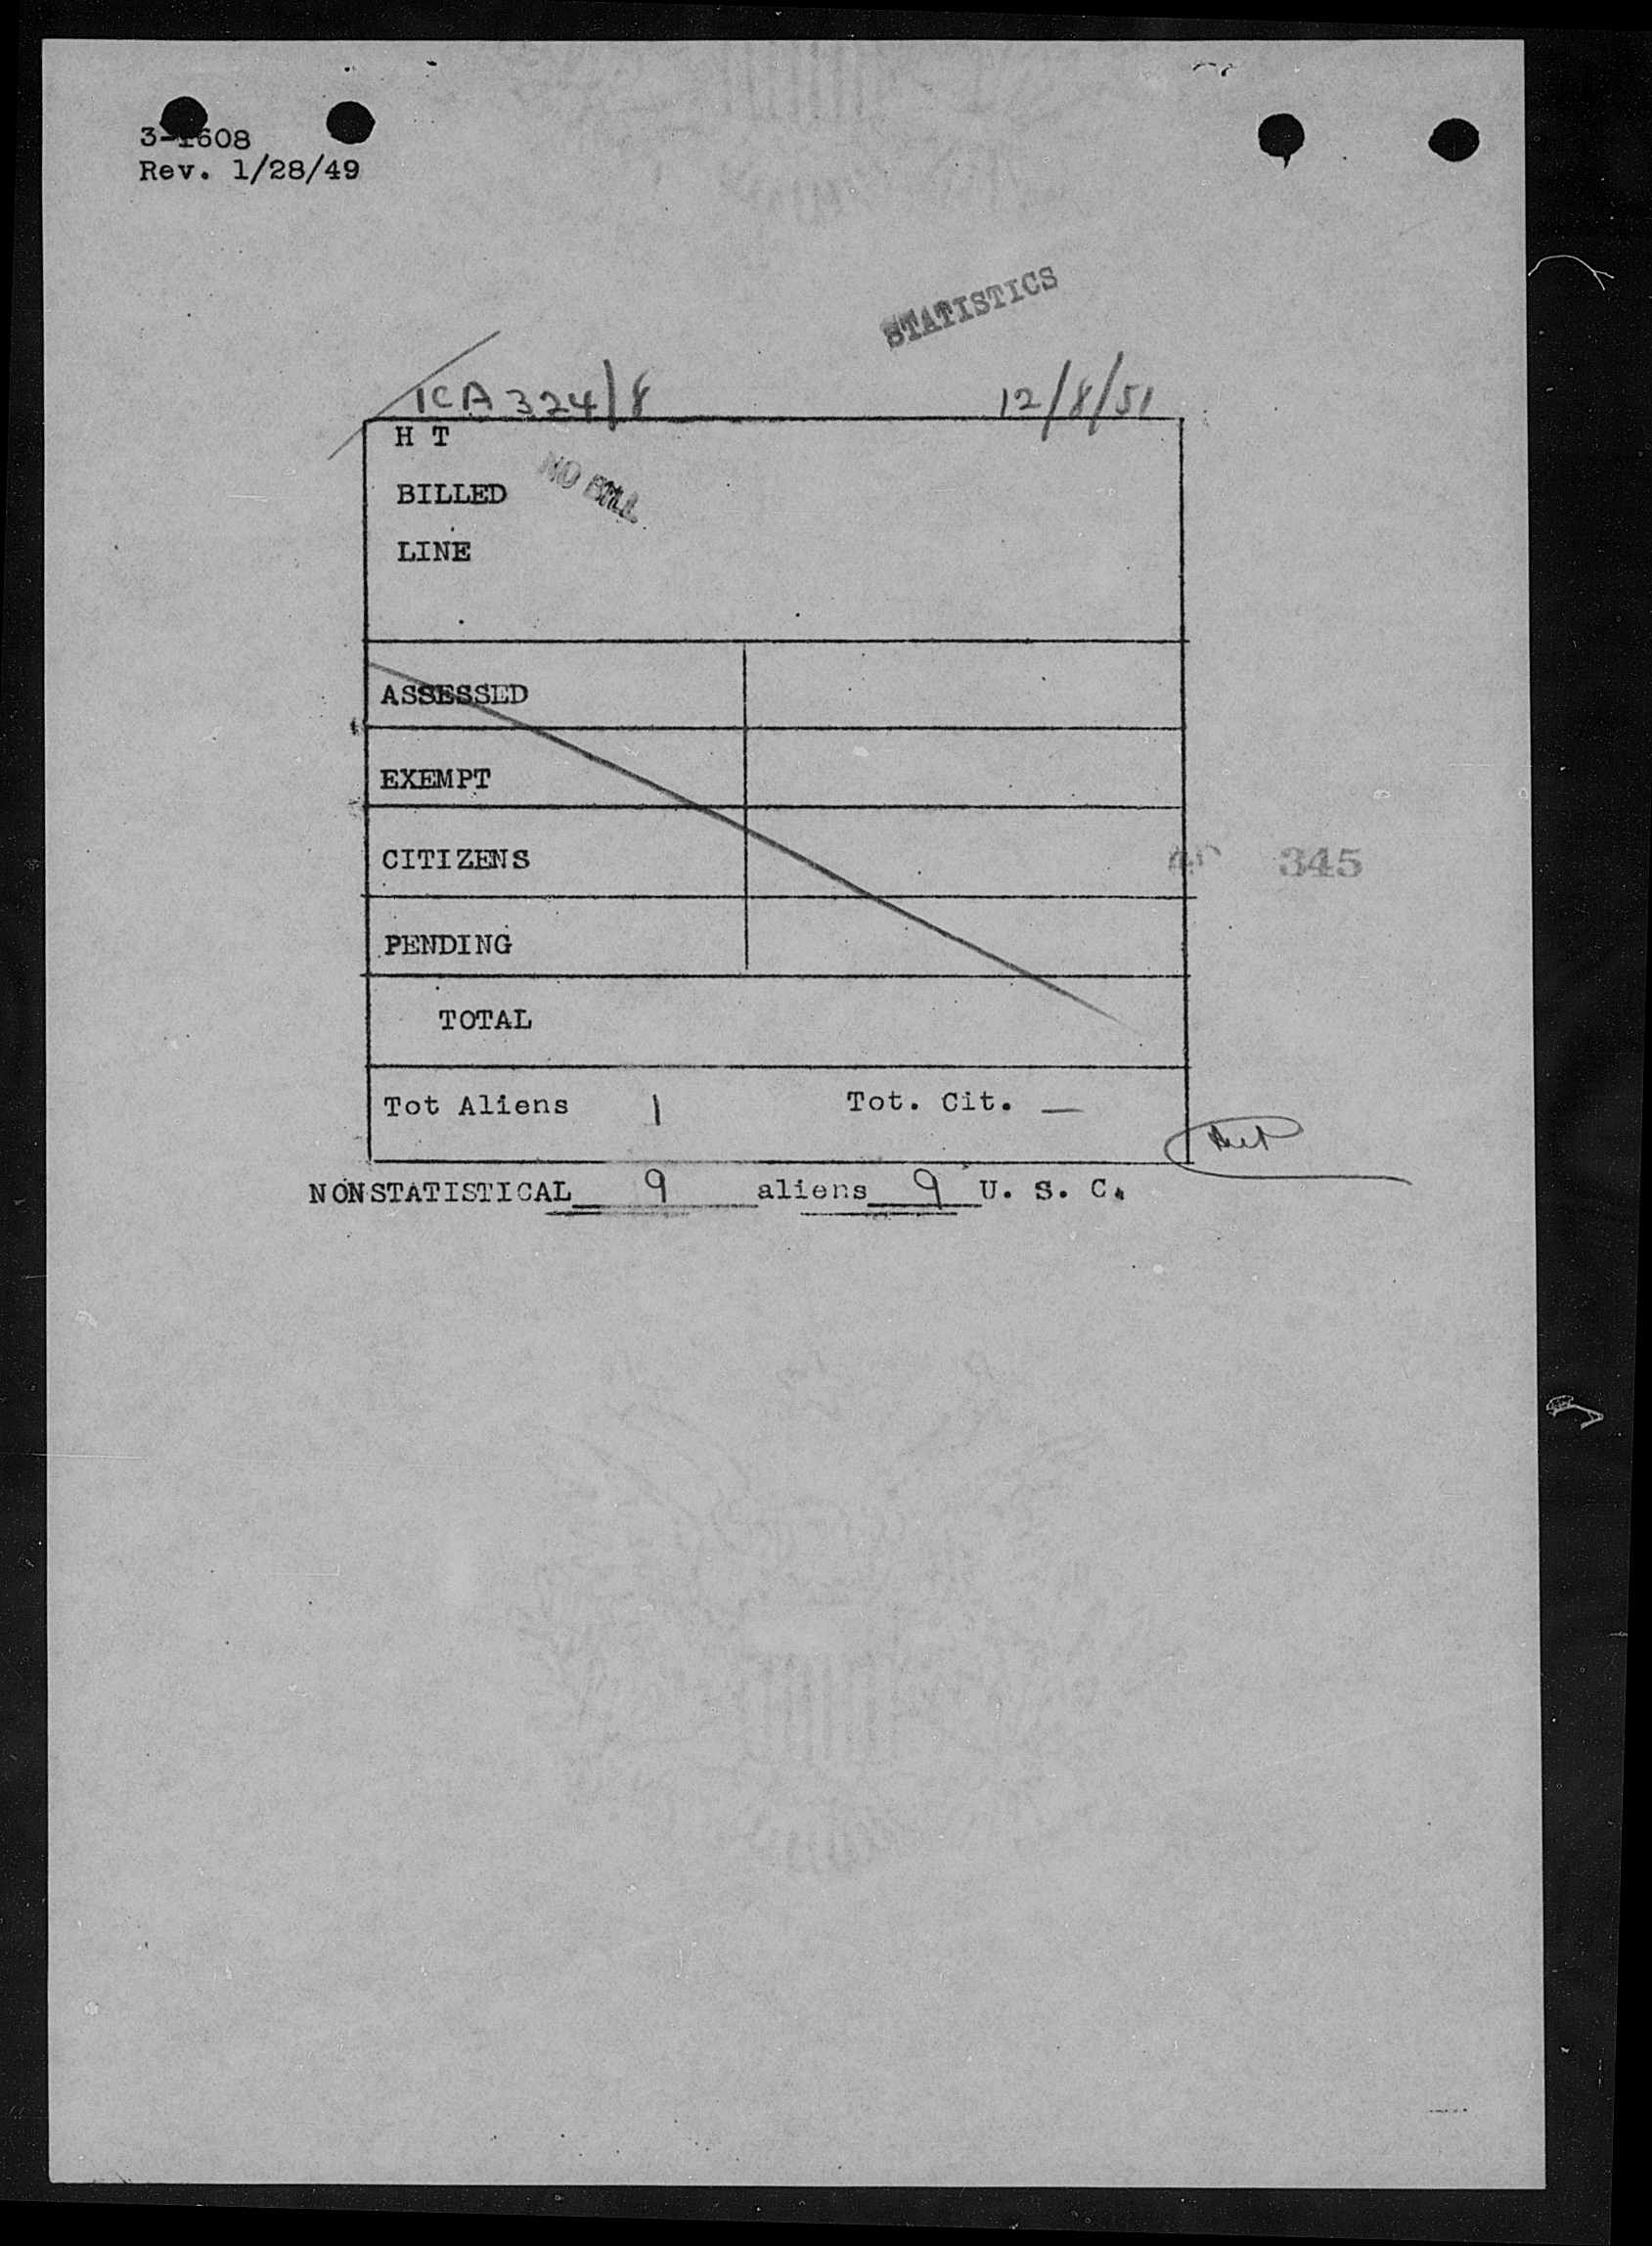 3-1608
Rev. 1/28/49
STATISTICS
ICA 324/8 12/8/51
H T
BILLED NO BILL
LINE
ASSESSED
EXEMPT
CITIZENS
345
PENDING
TOTAL
Tot Aliens 1 Tot. Cit. —
NONSTATISTICAL 9 aliens 9 U. S. C.